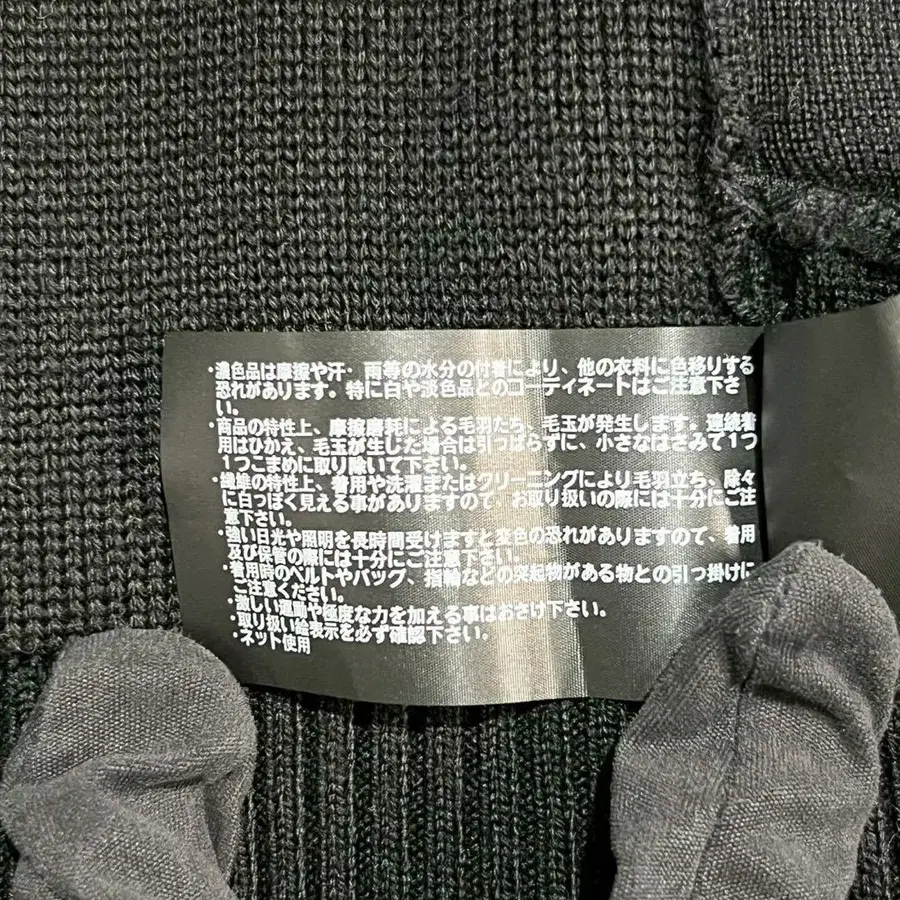 ・濃色品は摩擦や汗・雨等の水分の付着により、他の衣料に色移りする
恐れがあります。特に白や淡色品とのコーディネートはご注意下さ
い。
・商品の特性上、摩擦磨耗による毛羽たち、毛玉が発生します。連続着
用はひかえ、毛玉が生じた場合は引っぱらずに、小さなはさみで1つ
1つこまめに取り除いて下さい。
・繊維の特性上、着用や洗濯またはクリーニングにより毛羽立ち、除々
に白っぽく見える事がありますので、お取り扱いの際には十分にご注
意下さい。
・強い日光や照明を長時間受けますと変色の恐れがありますので、着用
及び保管の際には十分にご注意下さい。
・着用時のベルトやバッグ、指輪などの突起物がある物との引っ掛けに
ご注意下さい。
・激しい運動や極度な力を加える事はおさけ下さい。
・取り扱い絵表示を必ず確認下さい。
・ネット使用